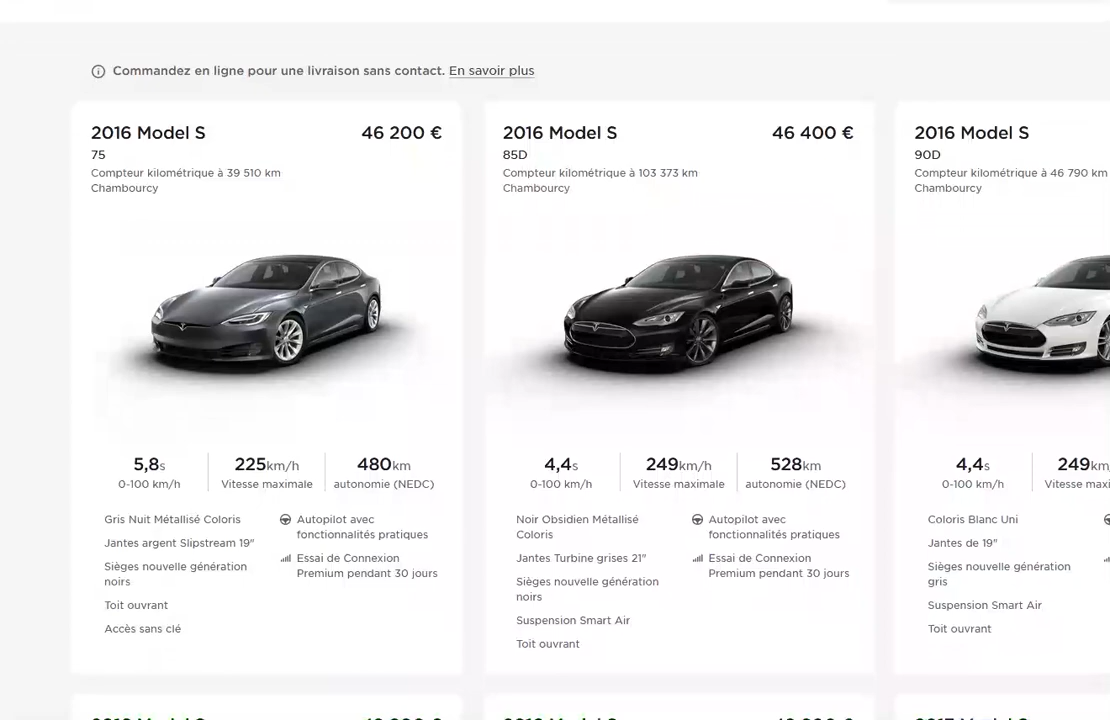 Commandez en ligne pour une livraison sans contact. En savoir plus
2016 Model S
46 200 €
75
Compteur kilométrique à 39 510 km
Chambourcy
5,8s
0-100 km/h
225km/h
Vitesse maximale
480km
autonomie (NEDC)
Gris Nuit Métallisé Coloris
Jantes argent Slipstream 19"
Sièges nouvelle génération
noirs
Toit ouvrant
Accès sans clé
Autopilot avec
fonctionnalités pratiques
Essai de Connexion
Premium pendant 30 jours
2016 Model S
46 400 €
85D
Compteur kilométrique à 103 373 km
Chambourcy
4,4s
0-100 km/h
249km/h
Vitesse maximale
528km
autonomie (NEDC)
Noir Obsidien Métallisé
Coloris
Jantes Turbine grises 21"
Sièges nouvelle génération
noirs
Suspension Smart Air
Toit ouvrant
Autopilot avec
fonctionnalités pratiques
Essai de Connexion
Premium pendant 30 jours
2016 Model S
90D
Compteur kilométrique à 46 790 km
Chambourcy
4,4s
0-100 km/h
249km
Vitesse maxi
Coloris Blanc Uni
Jantes de 19"
Sièges nouvelle génération
gris
Suspension Smart Air
Toit ouvrant